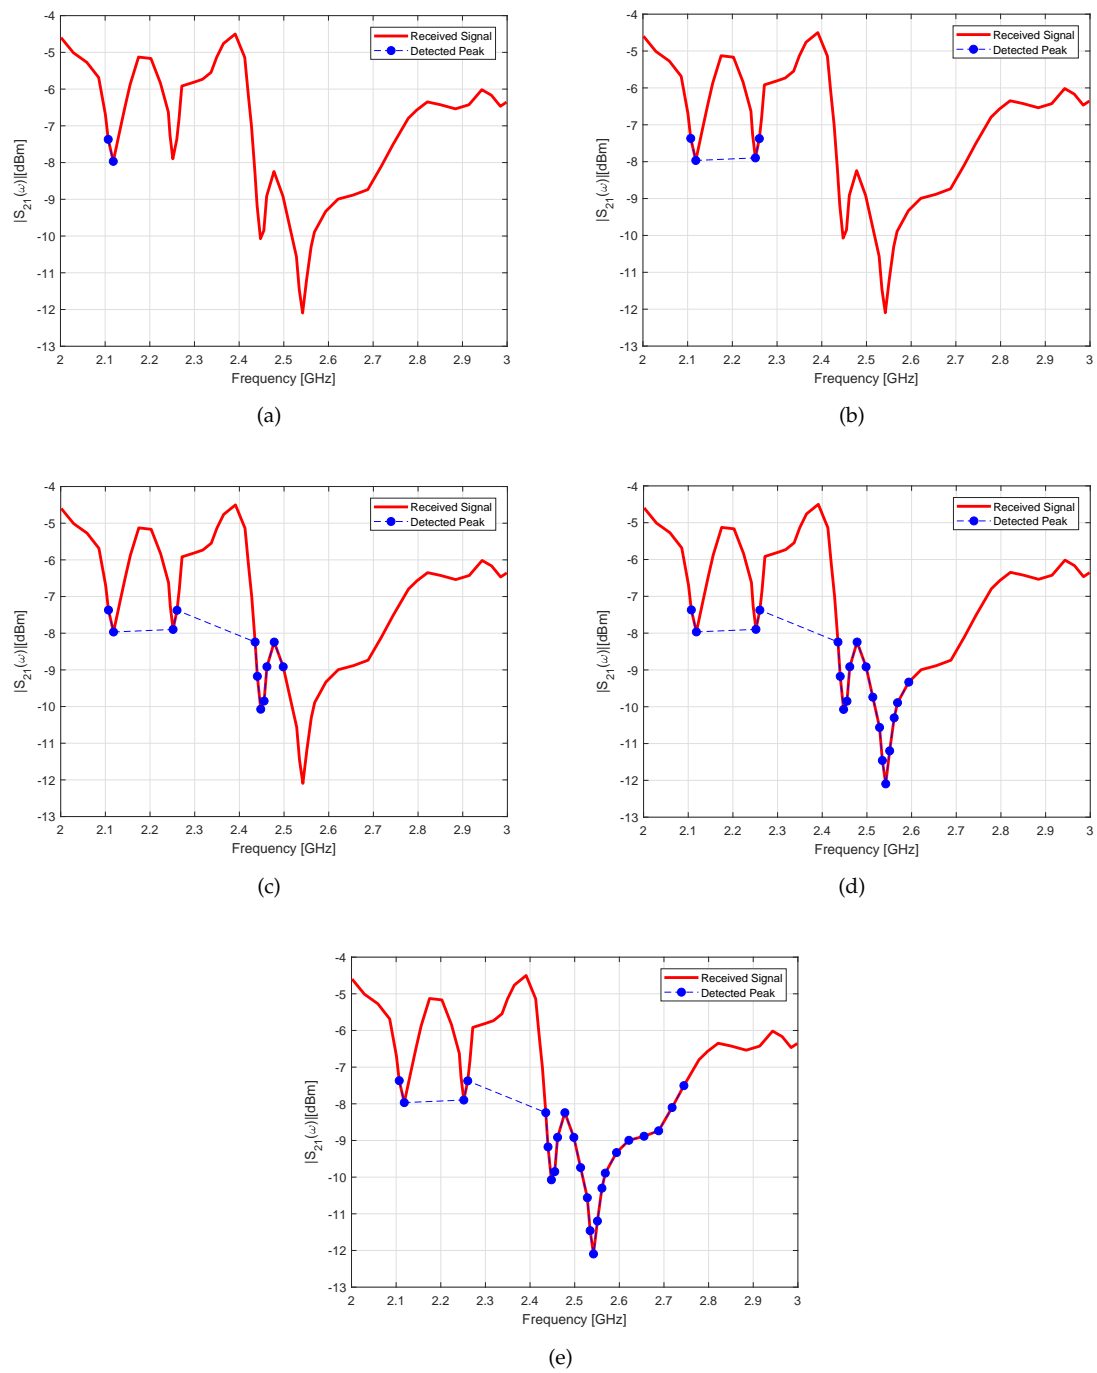 -4
-5
-6
-7
-8
-9
-10
-11
-12
-13
2 2.1 2.2 2.3 2.4 2.5 2.6 2.7 2.8 2.9 3
Frequency [GHz]
|S21(ω)|[dBm]
Received Signal
Detected Peak
(a)
-4
-5
-6
-7
-8
-9
-10
-11
-12
-13
2 2.1 2.2 2.3 2.4 2.5 2.6 2.7 2.8 2.9 3
Frequency [GHz]
|S21(ω)|[dBm]
Received Signal
Detected Peak
(b)
-4
-5
-6
-7
-8
-9
-10
-11
-12
-13
2 2.1 2.2 2.3 2.4 2.5 2.6 2.7 2.8 2.9 3
Frequency [GHz]
|S21(ω)|[dBm]
Received Signal
Detected Peak
(c)
-4
-5
-6
-7
-8
-9
-10
-11
-12
-13
2 2.1 2.2 2.3 2.4 2.5 2.6 2.7 2.8 2.9 3
Frequency [GHz]
|S21(ω)|[dBm]
Received Signal
Detected Peak
(d)
-4
-5
-6
-7
-8
-9
-10
-11
-12
-13
2 2.1 2.2 2.3 2.4 2.5 2.6 2.7 2.8 2.9 3
Frequency [GHz]
|S21(ω)|[dBm]
Received Signal
Detected Peak
(e)